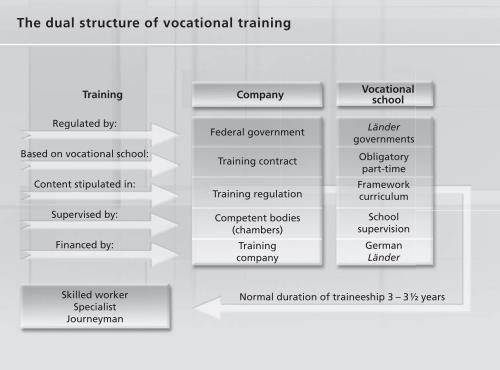 The dual structure of vocational training
Training
Company
Vocational
school
Regulated by:
Federal government
Länder
governments
Based on vocational school:
Training contract
Obligatory
part-time
Content stipulated in:
Training regulation
Framework
curriculum
Supervised by:
Competent bodies
(chambers)
School
supervision
Financed by:
Training
company
German
Länder
Skilled worker
Specialist
Journeyman
Normal duration of traineeship 3 – 3 ½ years